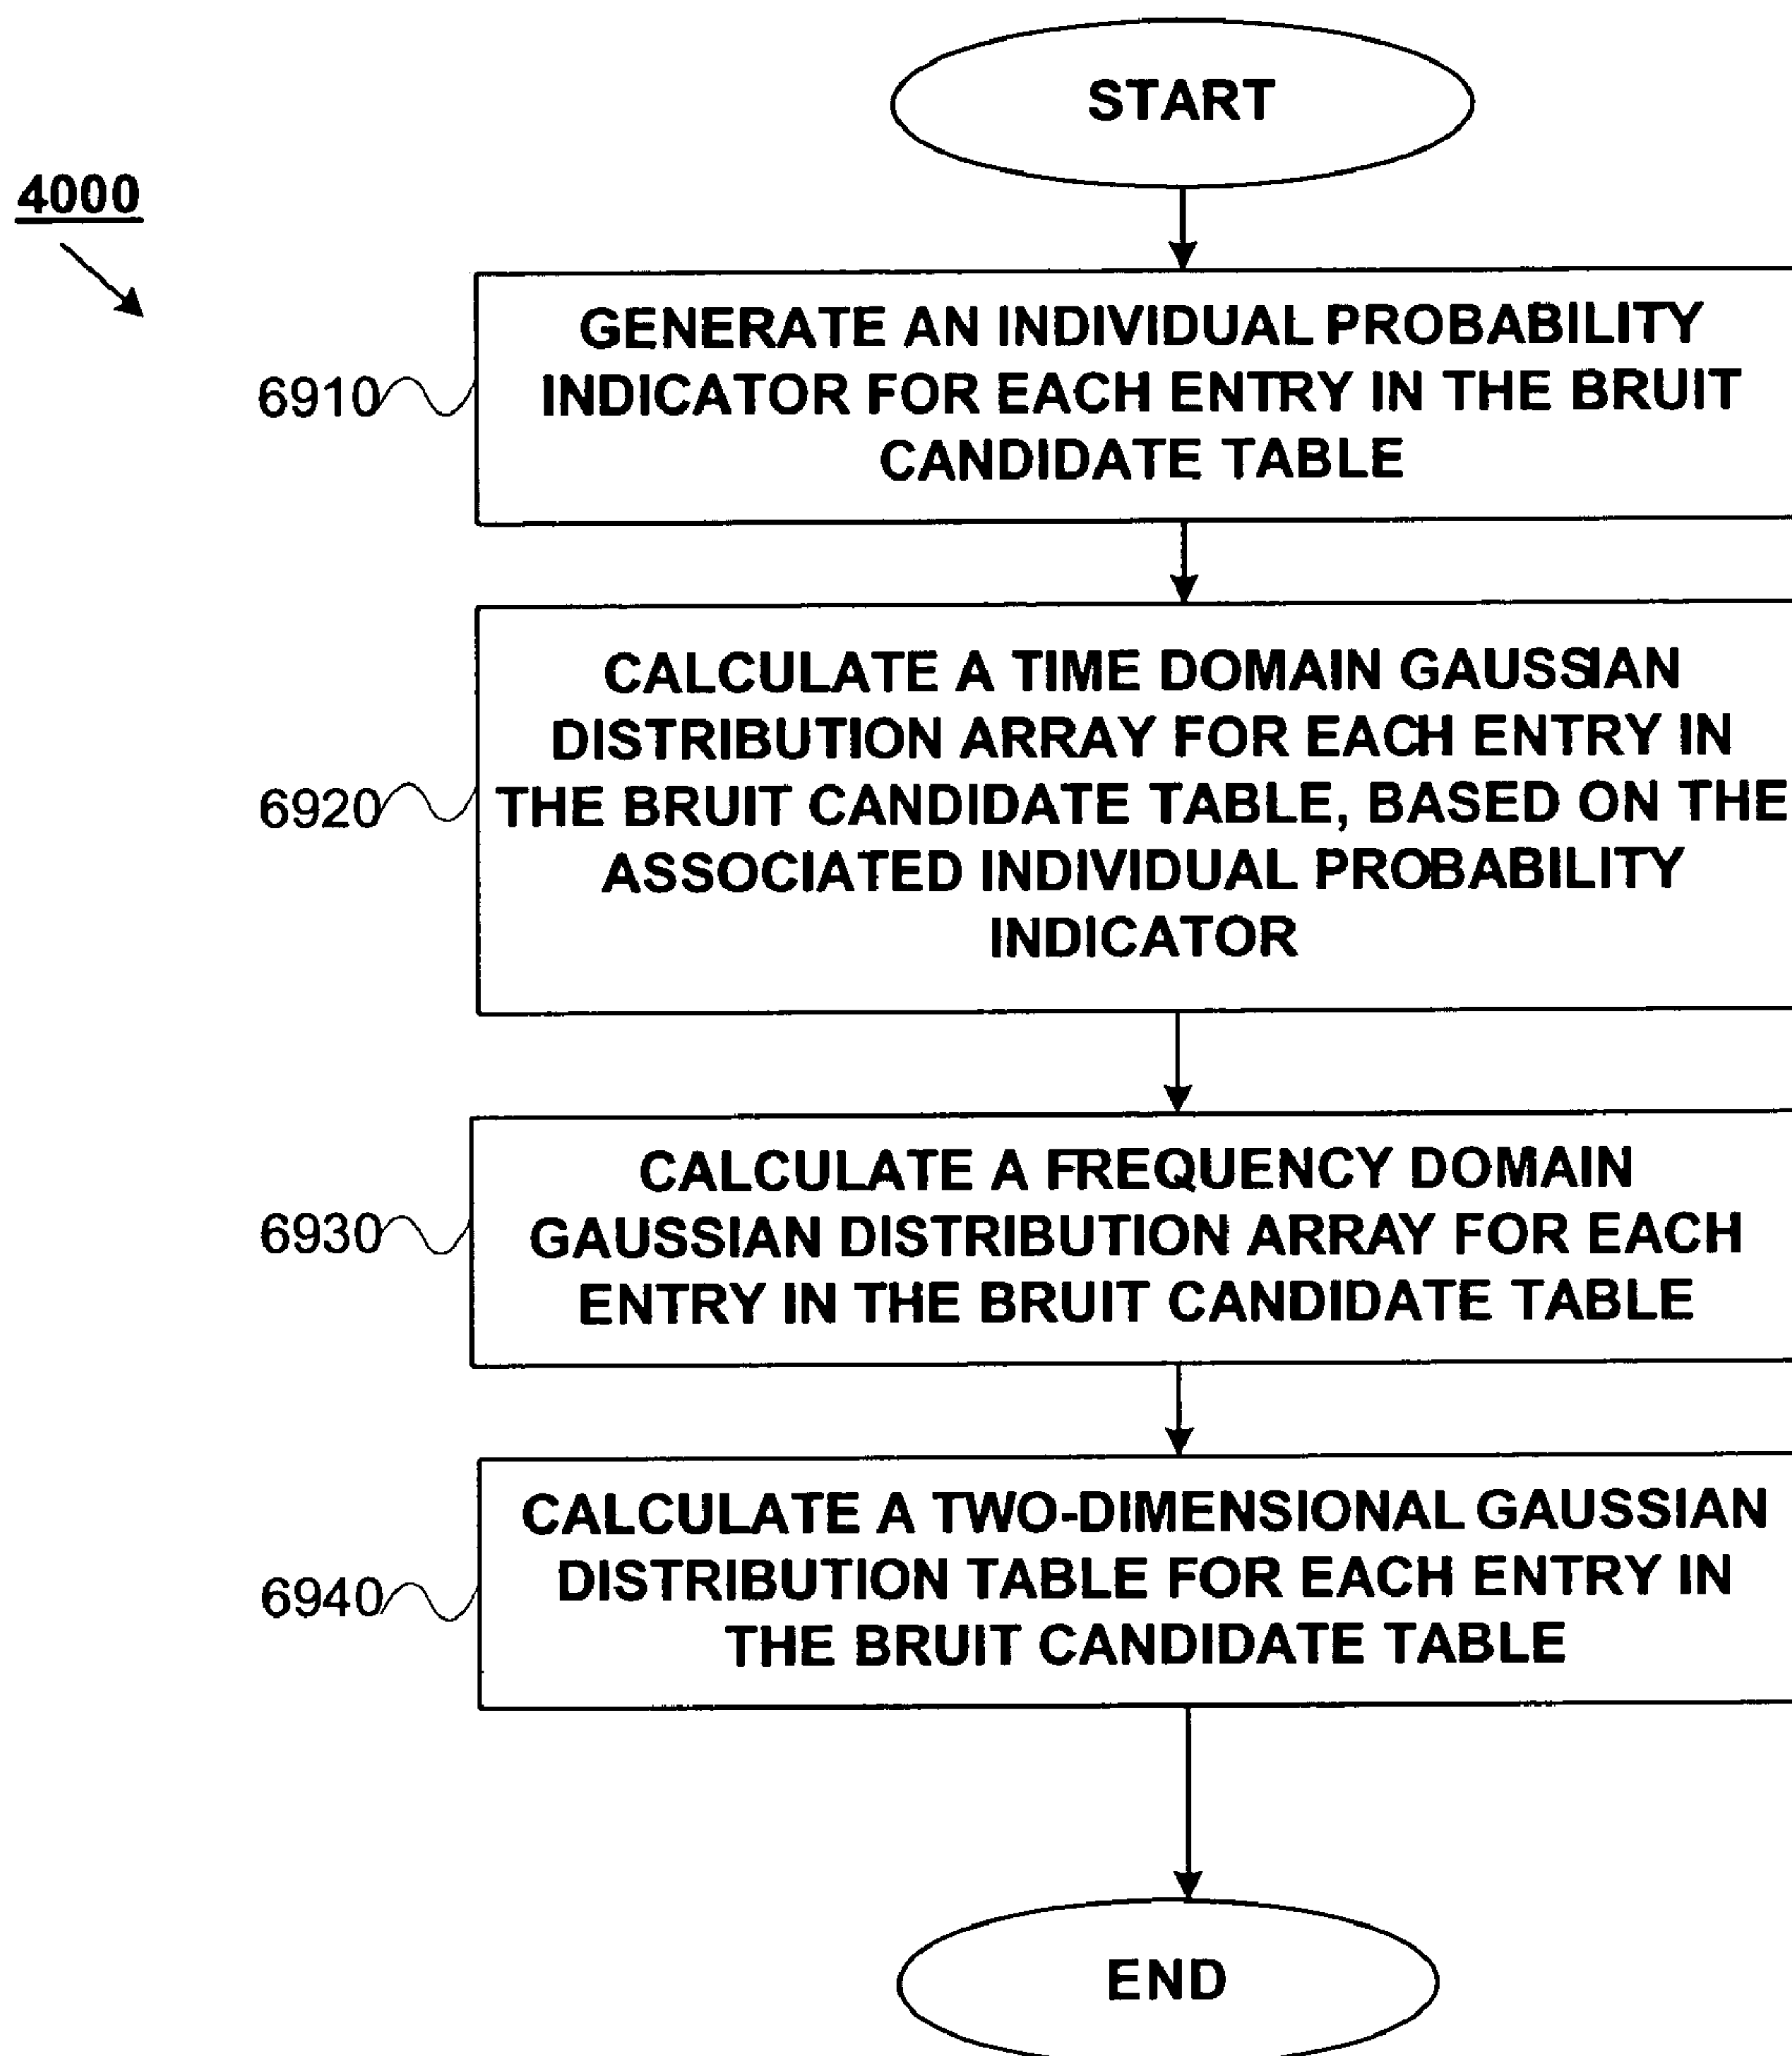 START
4000
GENERATE AN INDIVIDUAL PROBABILITY
INDICATOR FOR EACH ENTRY IN THE BRUIT
CANDIDATE TABLE
6910
CALCULATE A TIME DOMAIN GAUSSIAN
DISTRIBUTION ARRAY FOR EACH ENTRY IN
THE BRUIT CANDIDATE TABLE, BASED ON THE
ASSOCIATED INDIVIDUAL PROBABILITY
INDICATOR
6920
CALCULATE A FREQUENCY DOMAIN
GAUSSIAN DISTRIBUTION ARRAY FOR EACH
ENTRY IN THE BRUIT CANDIDATE TABLE
6930
CALCULATE A TWO-DIMENSIONAL GAUSSIAN
DISTRIBUTION TABLE FOR EACH ENTRY IN
THE BRUIT CANDIDATE TABLE
6940
END